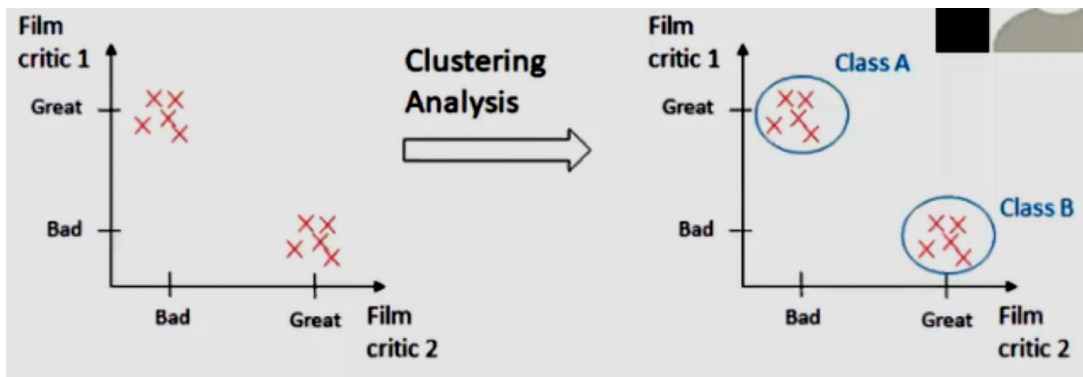 Film
critic 1
Great
Bad
Bad
Great
Film
critic 2
Clustering
Analysis
Film
critic 1
Great
Bad
Class A
Class B
Bad
Great
Film
critic 2